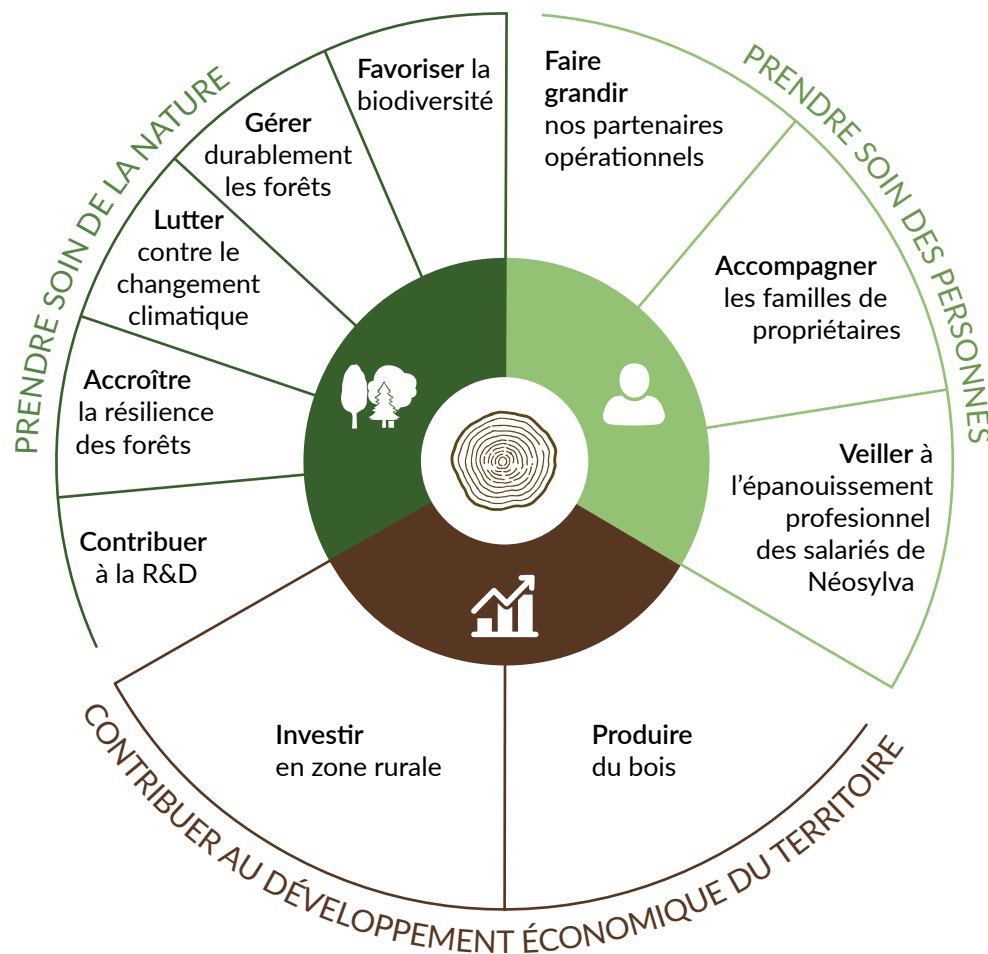 PRENDRE SOIN DE LA NATURE
Favoriser la
biodiversité
Gérer
durablement
les forêts
Lutter
contre le
changement
climatique
Accroître
la résilience
des forêts
Contribuer
à la R&D
PRENDRE SOIN DES PERSONNES
Faire
grandir
nos partenaires
opérationnels
Accompagner
les familles de
propriétaires
Veiller à
l’épanouissement
profesionnel
des salariés de
Néosylva
Investir
en zone rurale
Produire
du bois
CONTRIBUER AU DÉVELOPPEMENT ÉCONOMIQUE DU TERRITOIRE